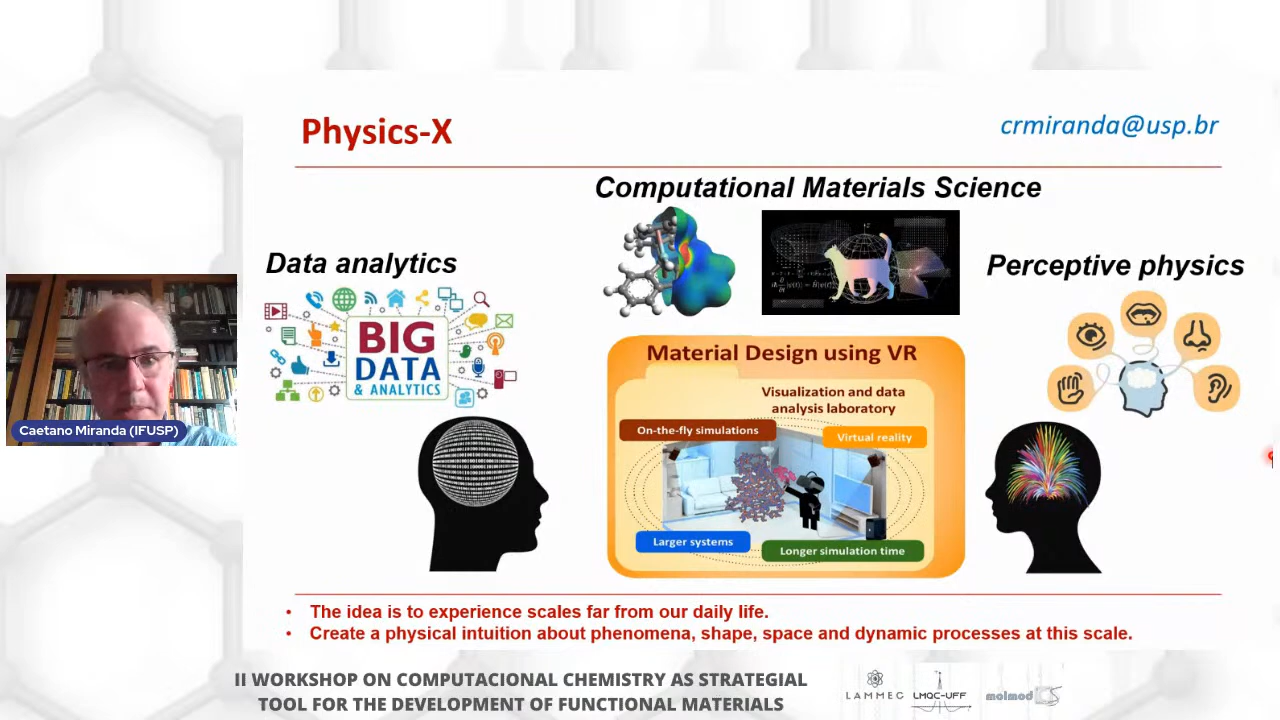 Physics-X
crmiranda@usp.br
Computational Materials Science
Data analytics
Perceptive physics
BIG
DATA
& ANALYTICS
Material Design using VR
Visualization and data
analysis laboratory
On-the-fly simulations
Virtual reality
Larger systems
Longer simulation time
Caetano Miranda (IFUSP)
• The idea is to experience scales far from our daily life.
• Create a physical intuition about phenomena, shape, space and dynamic processes at this scale.
II WORKSHOP ON COMPUTACIONAL CHEMISTRY AS STRATEGIAL
TOOL FOR THE DEVELOPMENT OF FUNCTIONAL MATERIALS
LAMMEC
LMQC-UFF
molmod